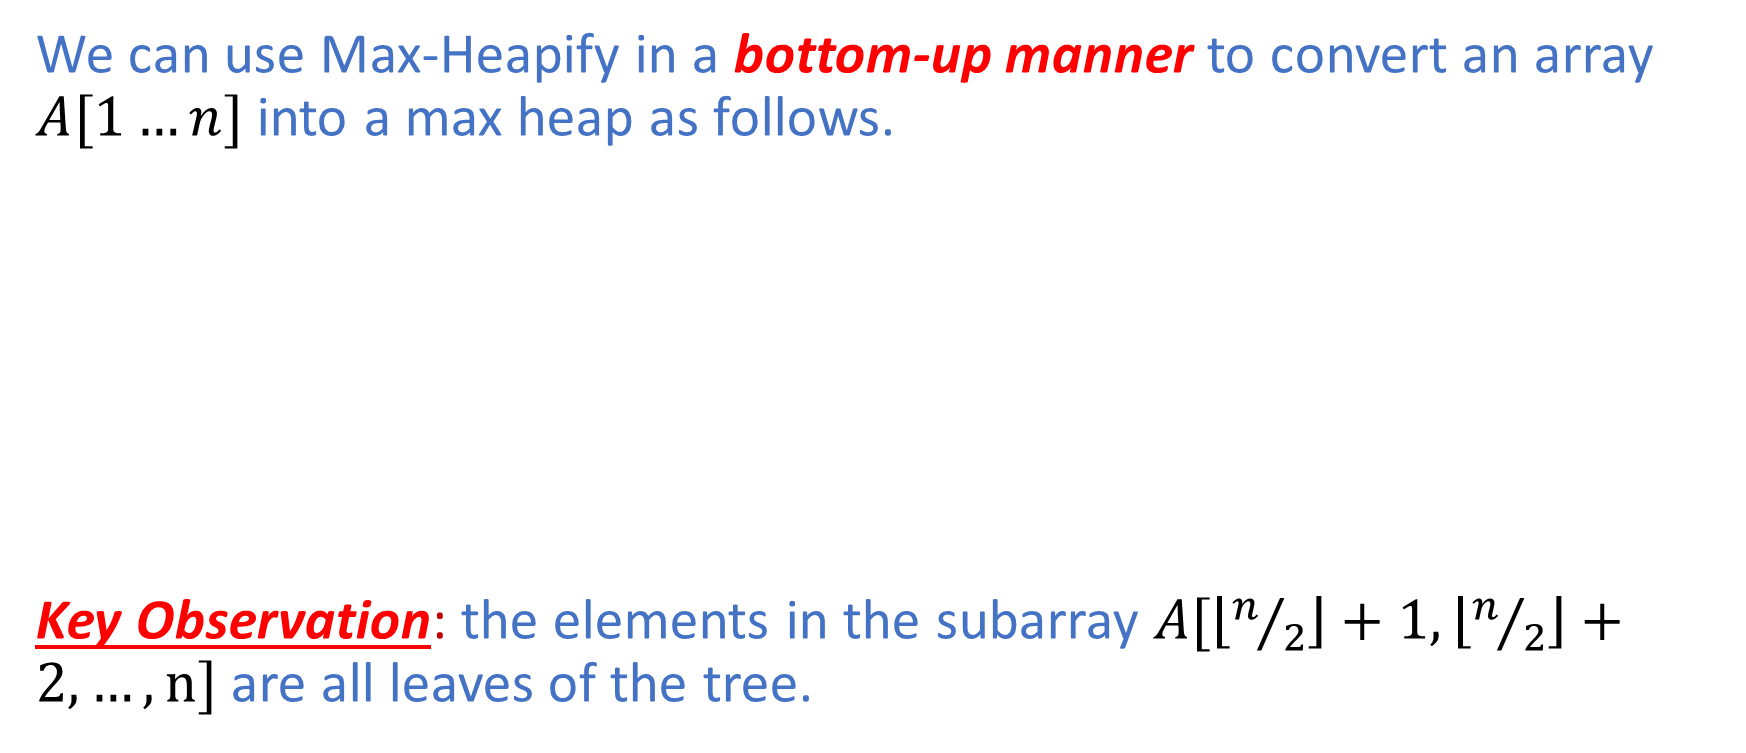 We can use Max-Heapify in a bottom-up manner to convert an array
A[1 … n] into a max heap as follows.
Key Observation: the elements in the subarray A[⌊n/2⌋ + 1, ⌊n/2⌋ +
2, … , n] are all leaves of the tree.